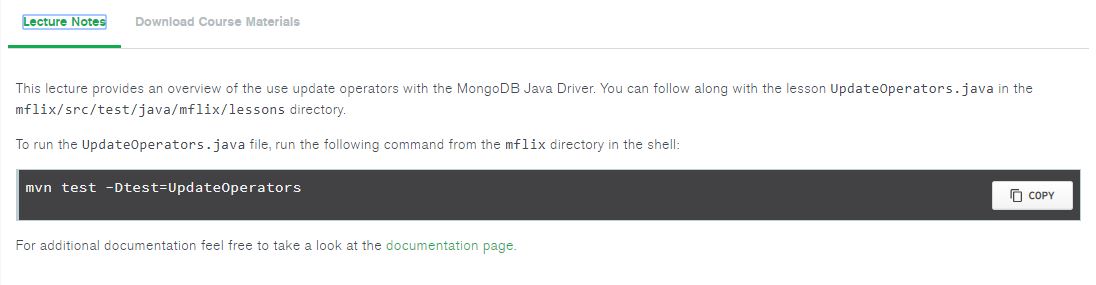 Lecture Notes Download Course Materials
This lecture provides an overview of the use update operators with the MongoDB Java Driver. You can follow along with the lesson UpdateOperators.java in the
mflix/src/test/java/mflix/lessons directory.
To run the UpdateOperators.java file, run the following command from the mflix directory in the shell:
mvn test -Dtest=UpdateOperators
COPY
For additional documentation feel free to take a look at the documentation page.